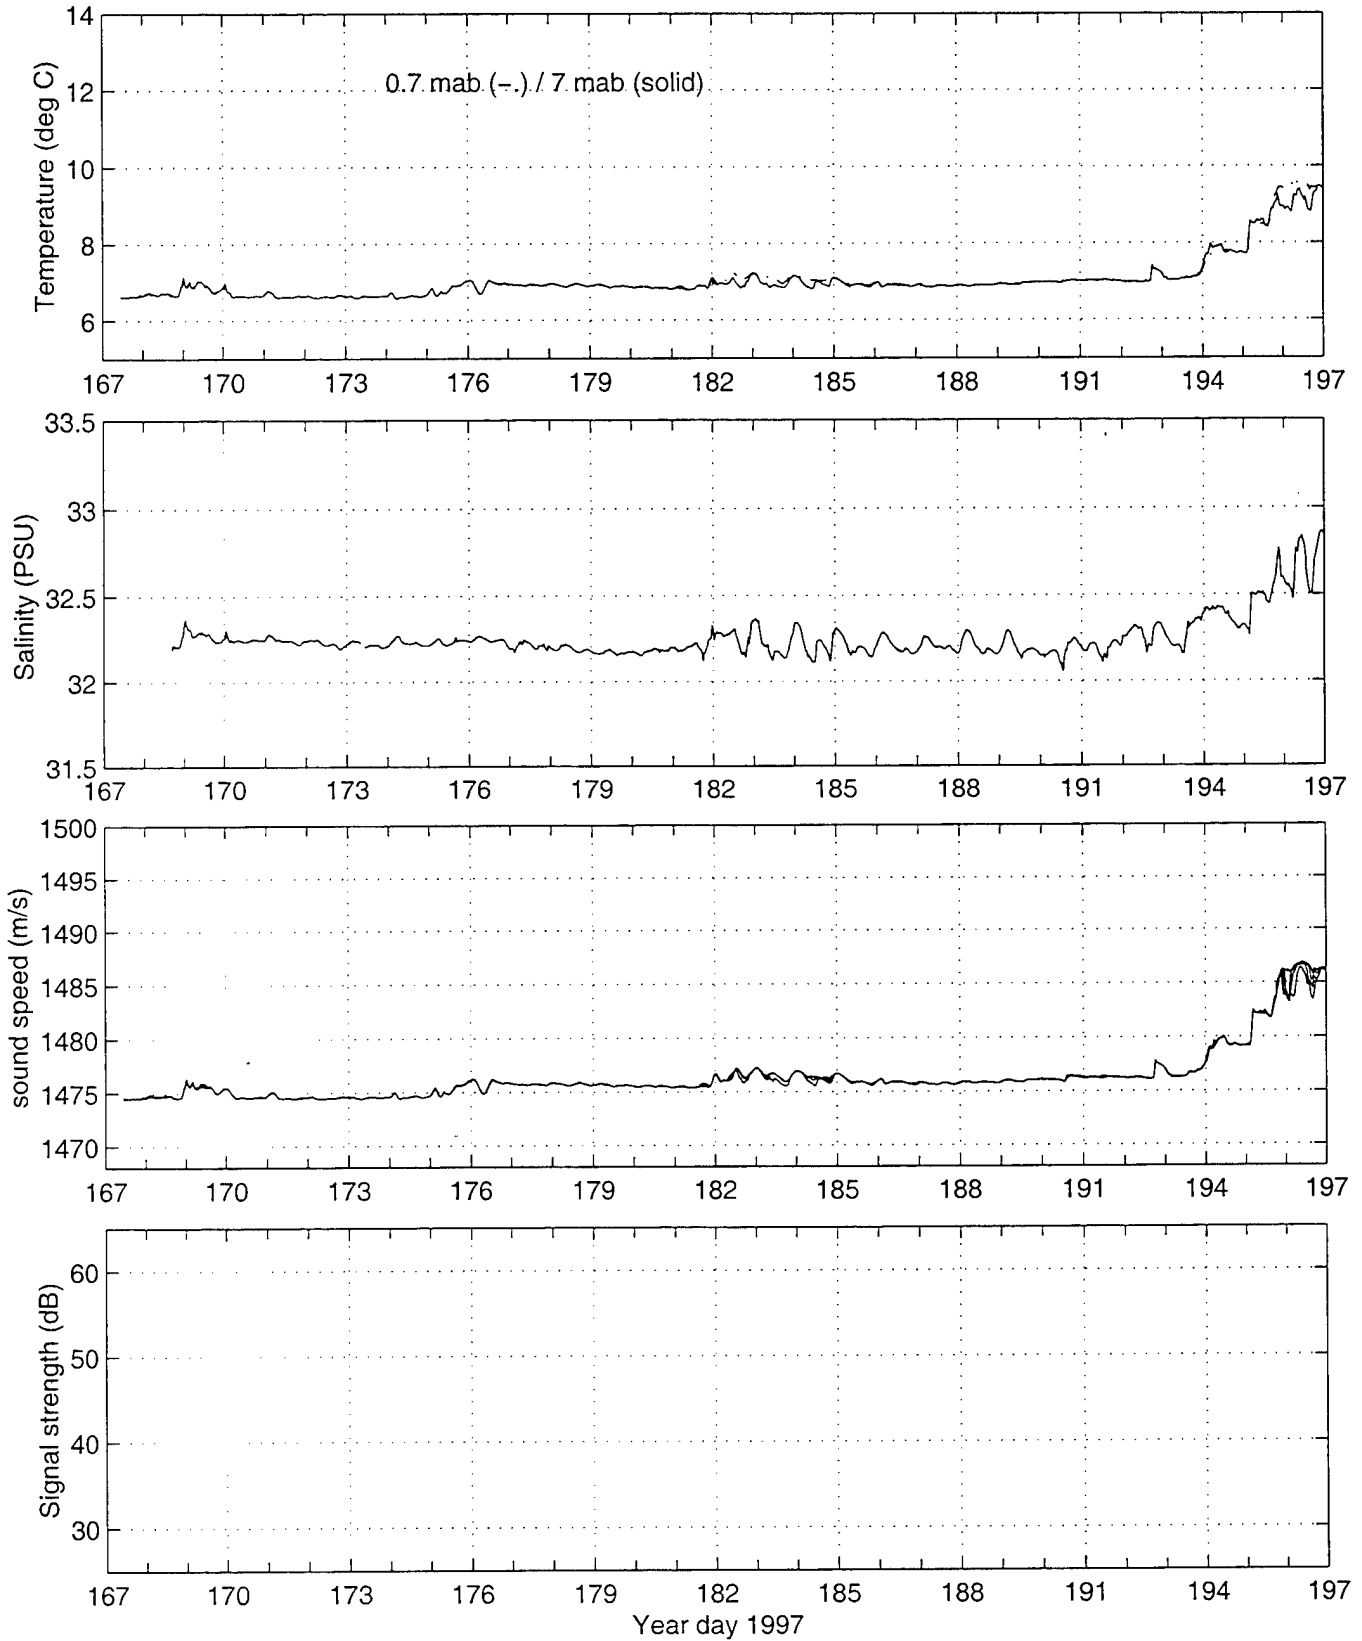 14
12
10
8
6
Temperature (deg C)
0.7 mab (-.) / 7 mab (solid)
167 170 173 176 179 182 185 188 191 194 197
33.5
33
32.5
32
31.5
Salinity (PSU)
167 170 173 176 179 182 185 188 191 194 197
1500
1495
1490
1485
1480
1475
1470
sound speed (m/s)
167 170 173 176 179 182 185 188 191 194 197
60
50
40
30
Signal strength (dB)
167 170 173 176 179 182 185 188 191 194 197
Year day 1997